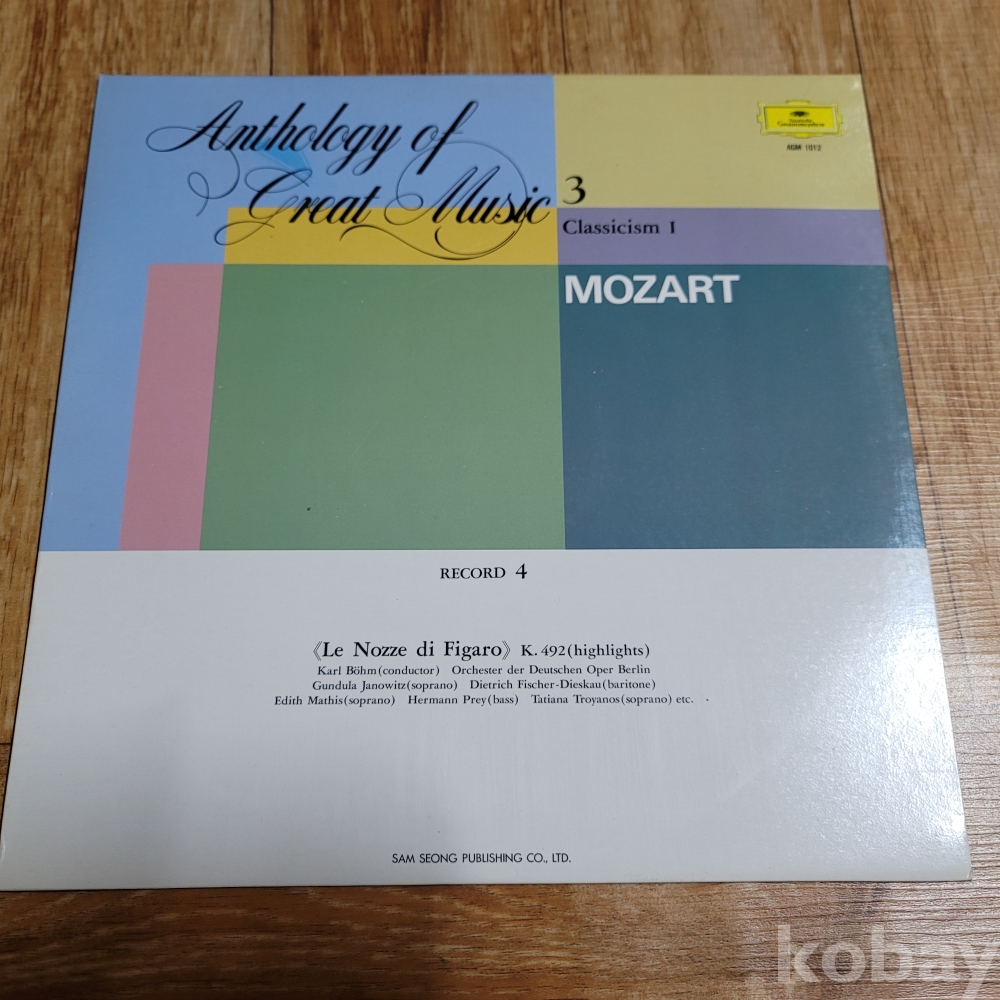 Anthology of
Great Music
Deutsche
Grammophon
AGM 1012
3
Classicism I
MOZART
RECORD 4
《Le Nozze di Figaro》 K. 492(highlights)
Karl Böhm(conductor) Orchester der Deutschen Oper Berlin
Gundula Janowitz(soprano) Dietrich Fischer-Dieskau(baritone)
Edith Mathis(soprano) Hermann Prey(bass) Tatiana Troyanos(soprano) etc.
SAM SEONG PUBLISHING CO., LTD.
kobay